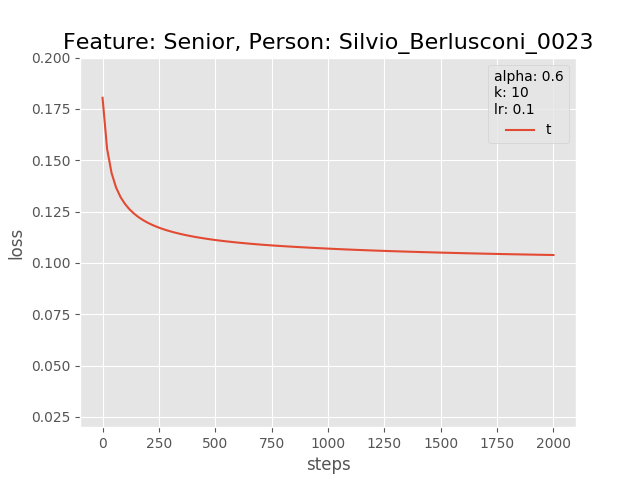 Feature: Senior, Person: Silvio_Berlusconi_0023
0.200
0.175
0.150
0.125
0.100
0.075
0.050
0.025
loss
alpha: 0.6
k: 10
lr: 0.1
t
0 250 500 750 1000 1250 1500 1750 2000
steps